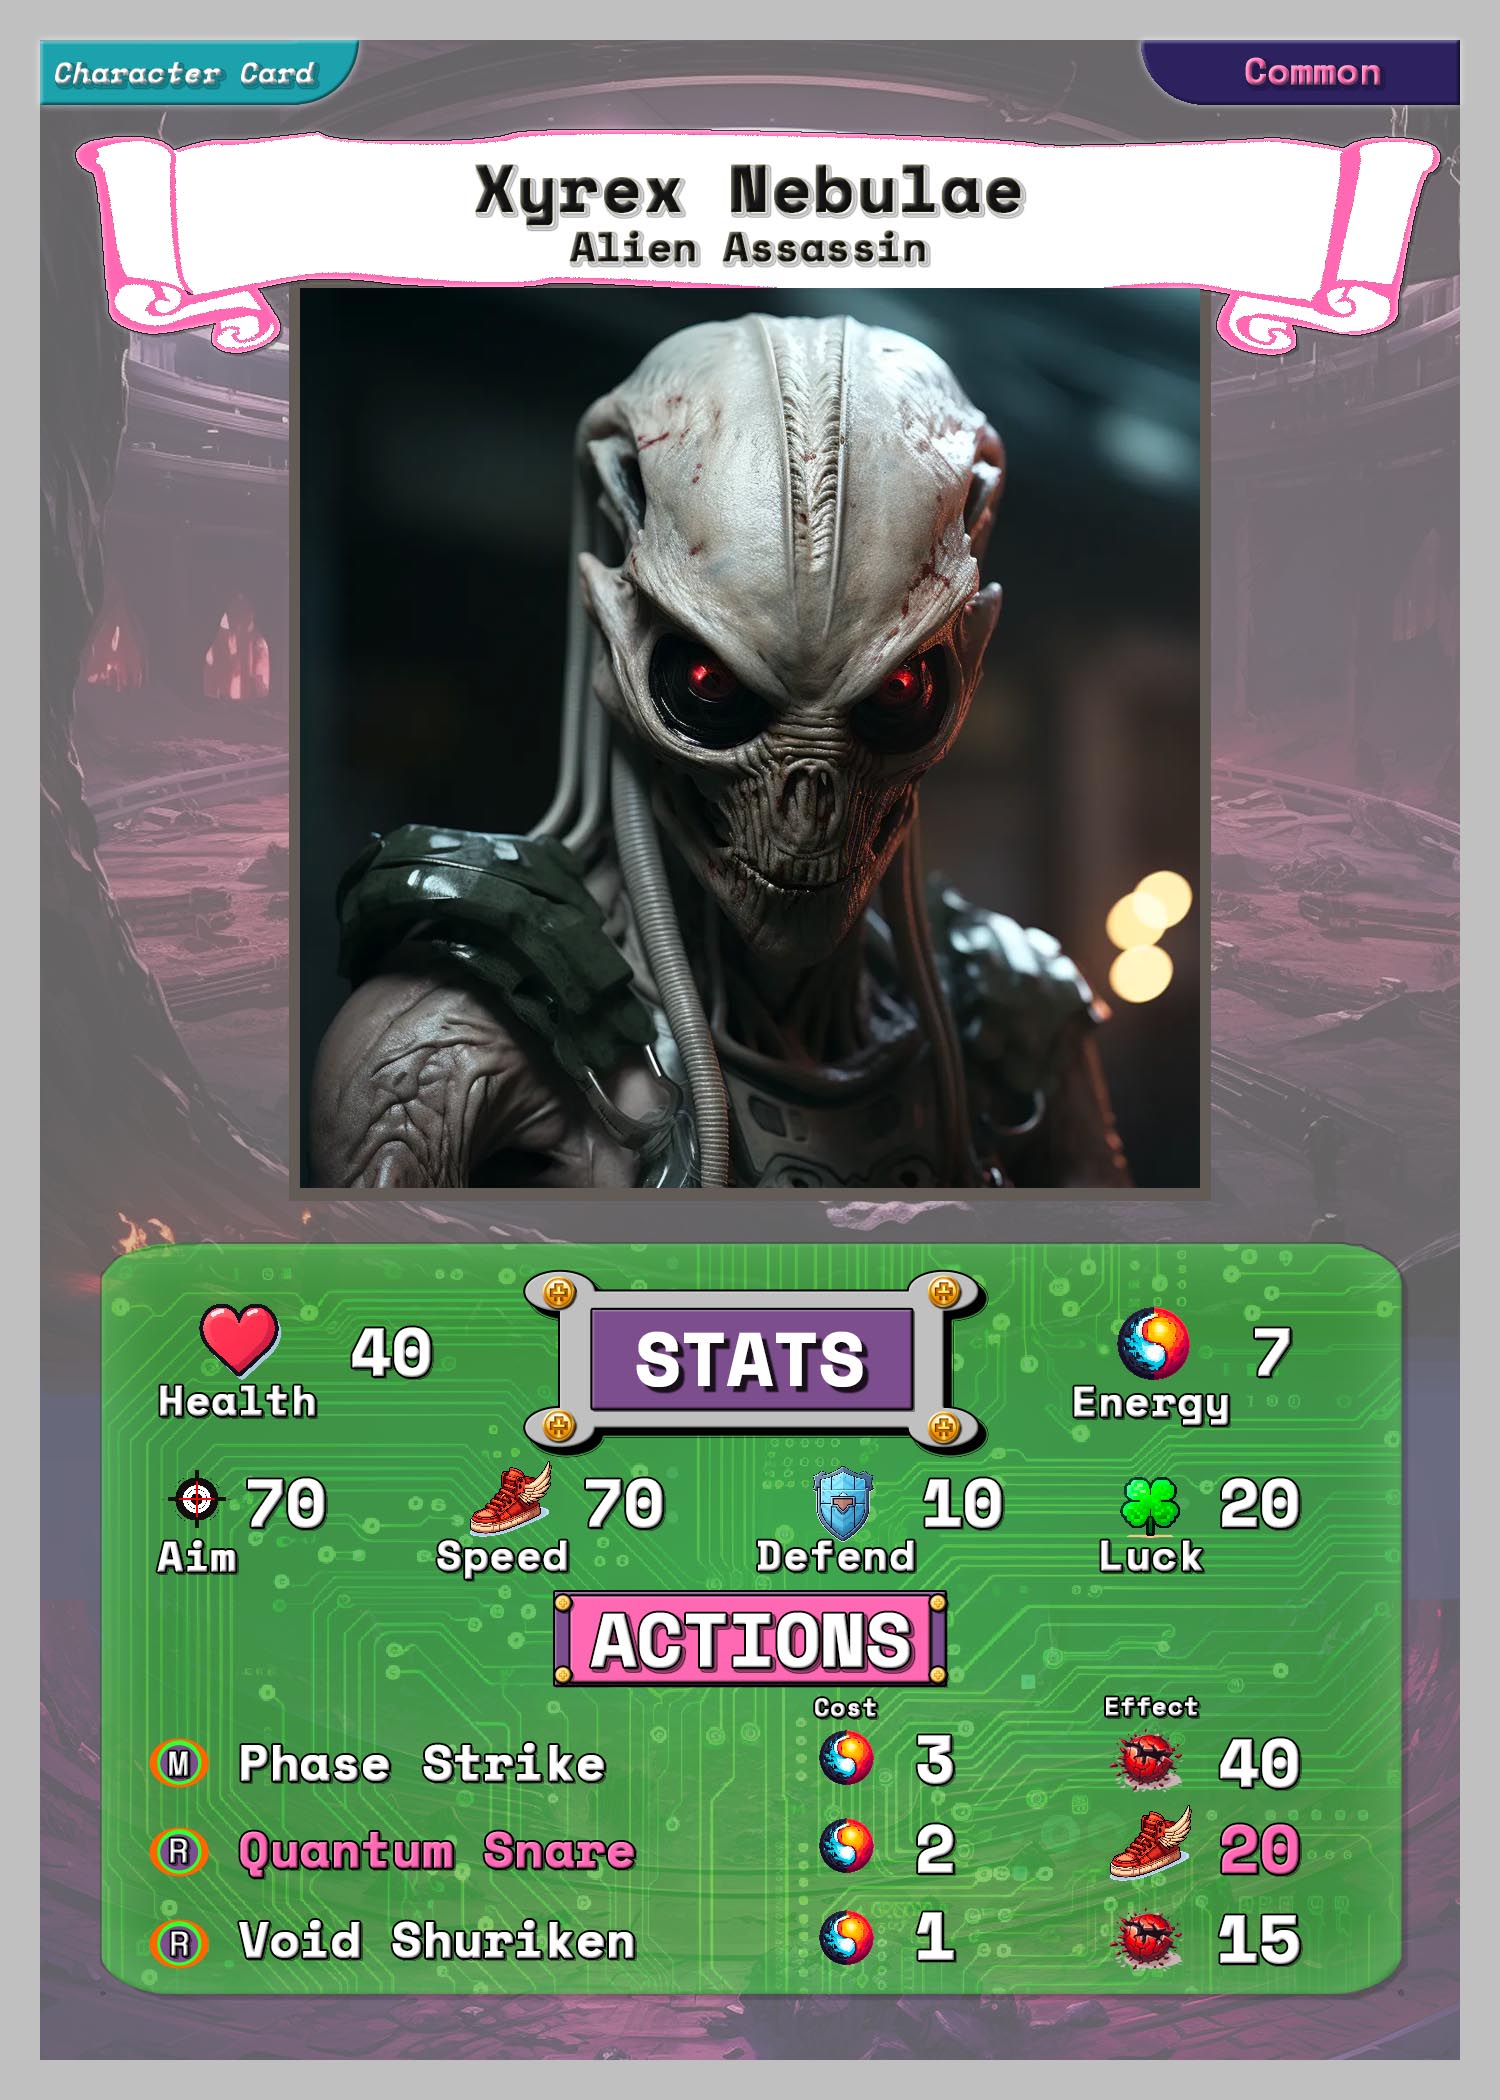 Character Card
Common
Xyrex Nebulae
Alien Assassin
40
STATS
7
Health
Energy
70
70
10
20
Aim
Speed
Defend
Luck
ACTIONS
Cost
Effect
M Phase Strike 3 40
R Quantum Snare 2 20
R Void Shuriken 1 15